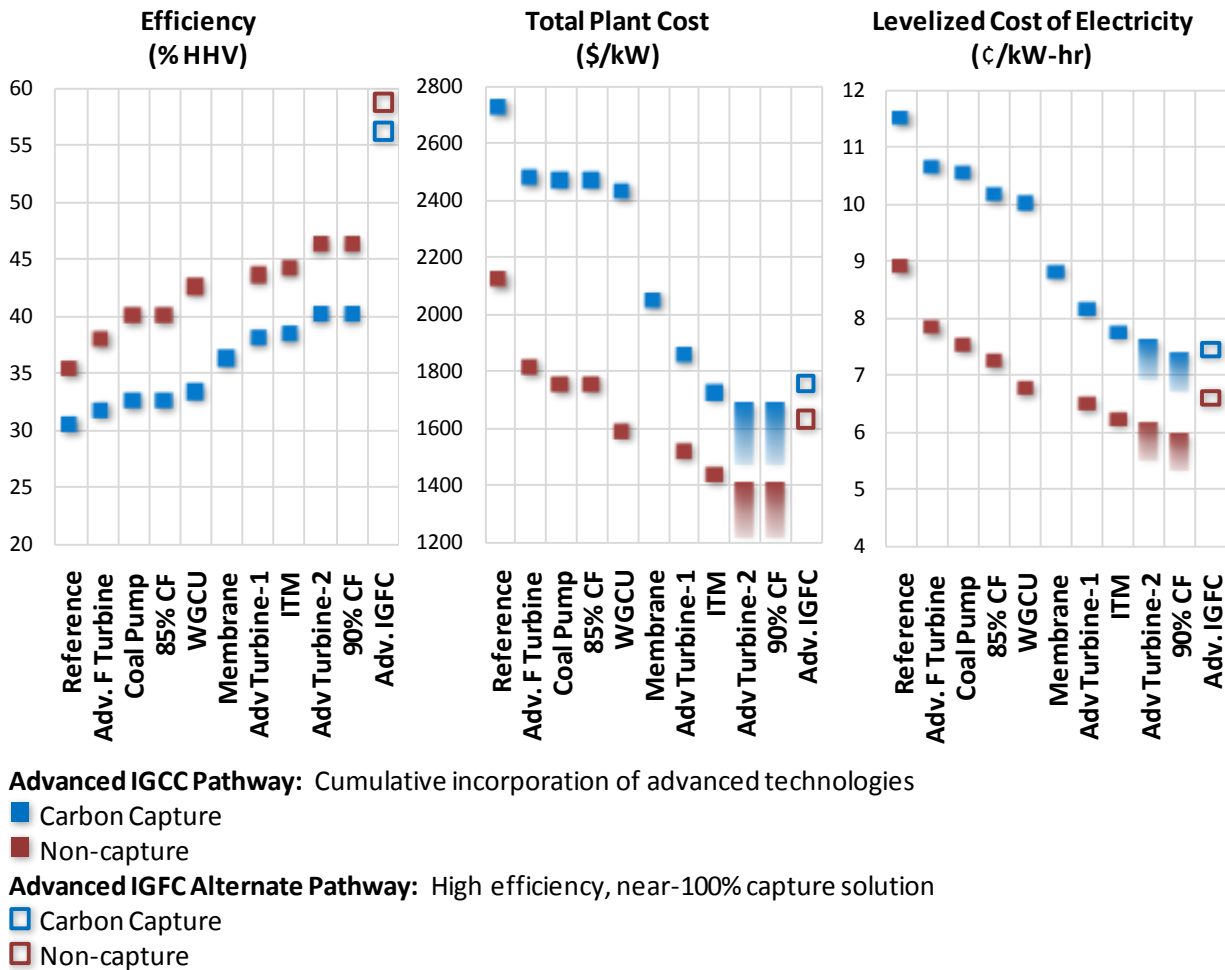 Efficiency
(% HHV)
60
55
50
45
40
35
30
25
20
Reference
Adv. F Turbine
Coal Pump
85% CF
WGCU
Membrane
Adv Turbine-1
ITM
Adv Turbine-2
90% CF
Adv. IGFC
Total Plant Cost
($/kW)
2800
2600
2400
2200
2000
1800
1600
1400
1200
Reference
Adv. F Turbine
Coal Pump
85% CF
WGCU
Membrane
Adv Turbine-1
ITM
Adv Turbine-2
90% CF
Adv. IGFC
Levelized Cost of Electricity
(¢/kW-hr)
12
11
10
9
8
7
6
5
4
Reference
Adv. F Turbine
Coal Pump
85% CF
WGCU
Membrane
Adv Turbine-1
ITM
Adv Turbine-2
90% CF
Adv. IGFC
Advanced IGCC Pathway: Cumulative incorporation of advanced technologies
Carbon Capture
Non-capture
Advanced IGFC Alternate Pathway: High efficiency, near-100% capture solution
Carbon Capture
Non-capture